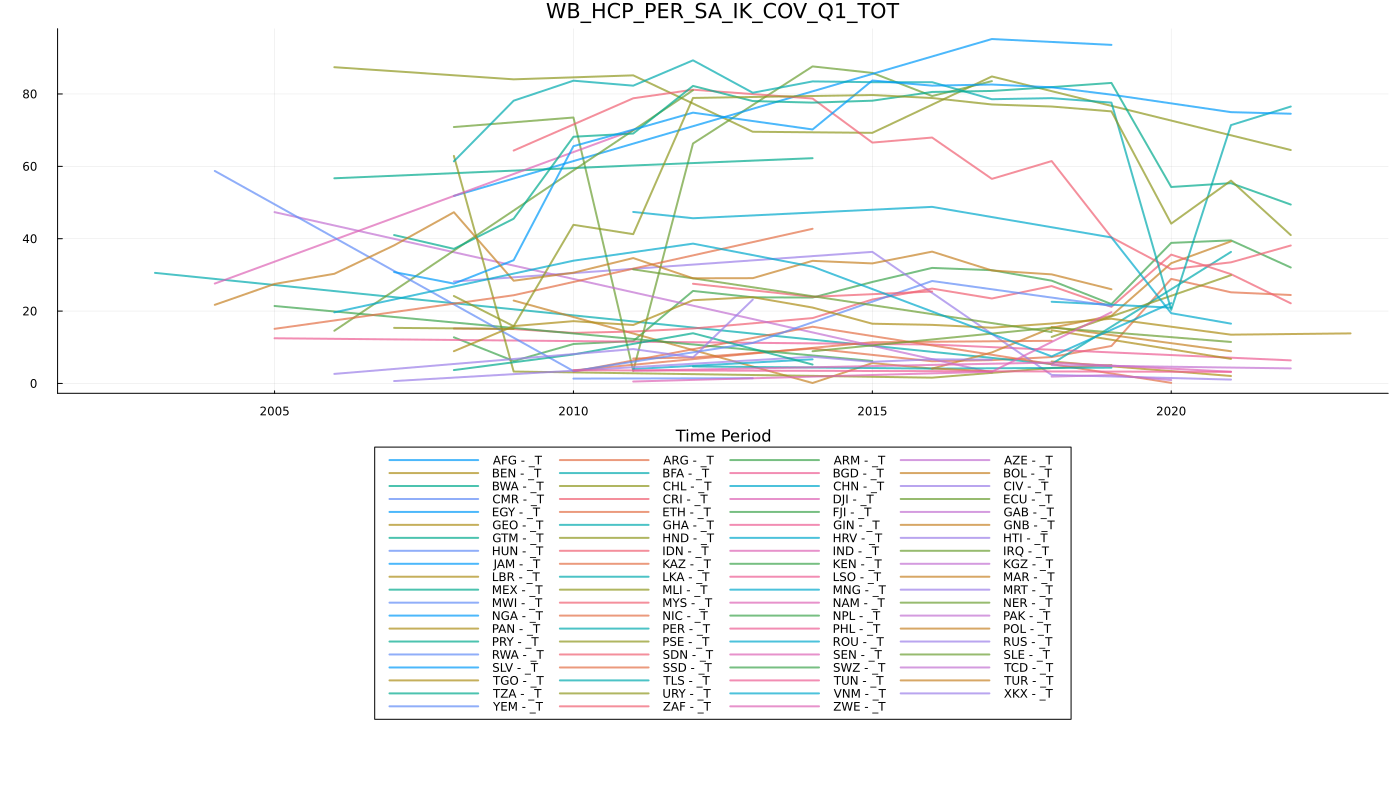 WB_HCP_PER_SA_IK_COV_Q1_TOT
80
60
40
20
0
2005 2010 2015 2020
Time Period
AFG - _T ARG - _T ARM - _T AZE - _T
BEN - _T BFA - _T BGD - _T BOL - _T
BWA - _T CHL - _T CHN - _T CIV - _T
CMR - _T CRI - _T DJI - _T ECU - _T
EGY - _T ETH - _T FJI - _T GAB - _T
GEO - _T GHA - _T GIN - _T GNB - _T
GTM - _T HND - _T HRV - _T HTI - _T
HUN - _T IDN - _T IND - _T IRQ - _T
JAM - _T KAZ - _T KEN - _T KGZ - _T
LBR - _T LKA - _T LSO - _T MAR - _T
MEX - _T MLI - _T MNG - _T MRT - _T
MWI - _T MYS - _T NAM - _T NER - _T
NGA - _T NIC - _T NPL - _T PAK - _T
PAN - _T PER - _T PHL - _T POL - _T
PRY - _T PSE - _T ROU - _T RUS - _T
RWA - _T SDN - _T SEN - _T SLE - _T
SLV - _T SSD - _T SWZ - _T TCD - _T
TGO - _T TLS - _T TUN - _T TUR - _T
TZA - _T URY - _T VNM - _T XKX - _T
YEM - _T ZAF - _T ZWE - _T